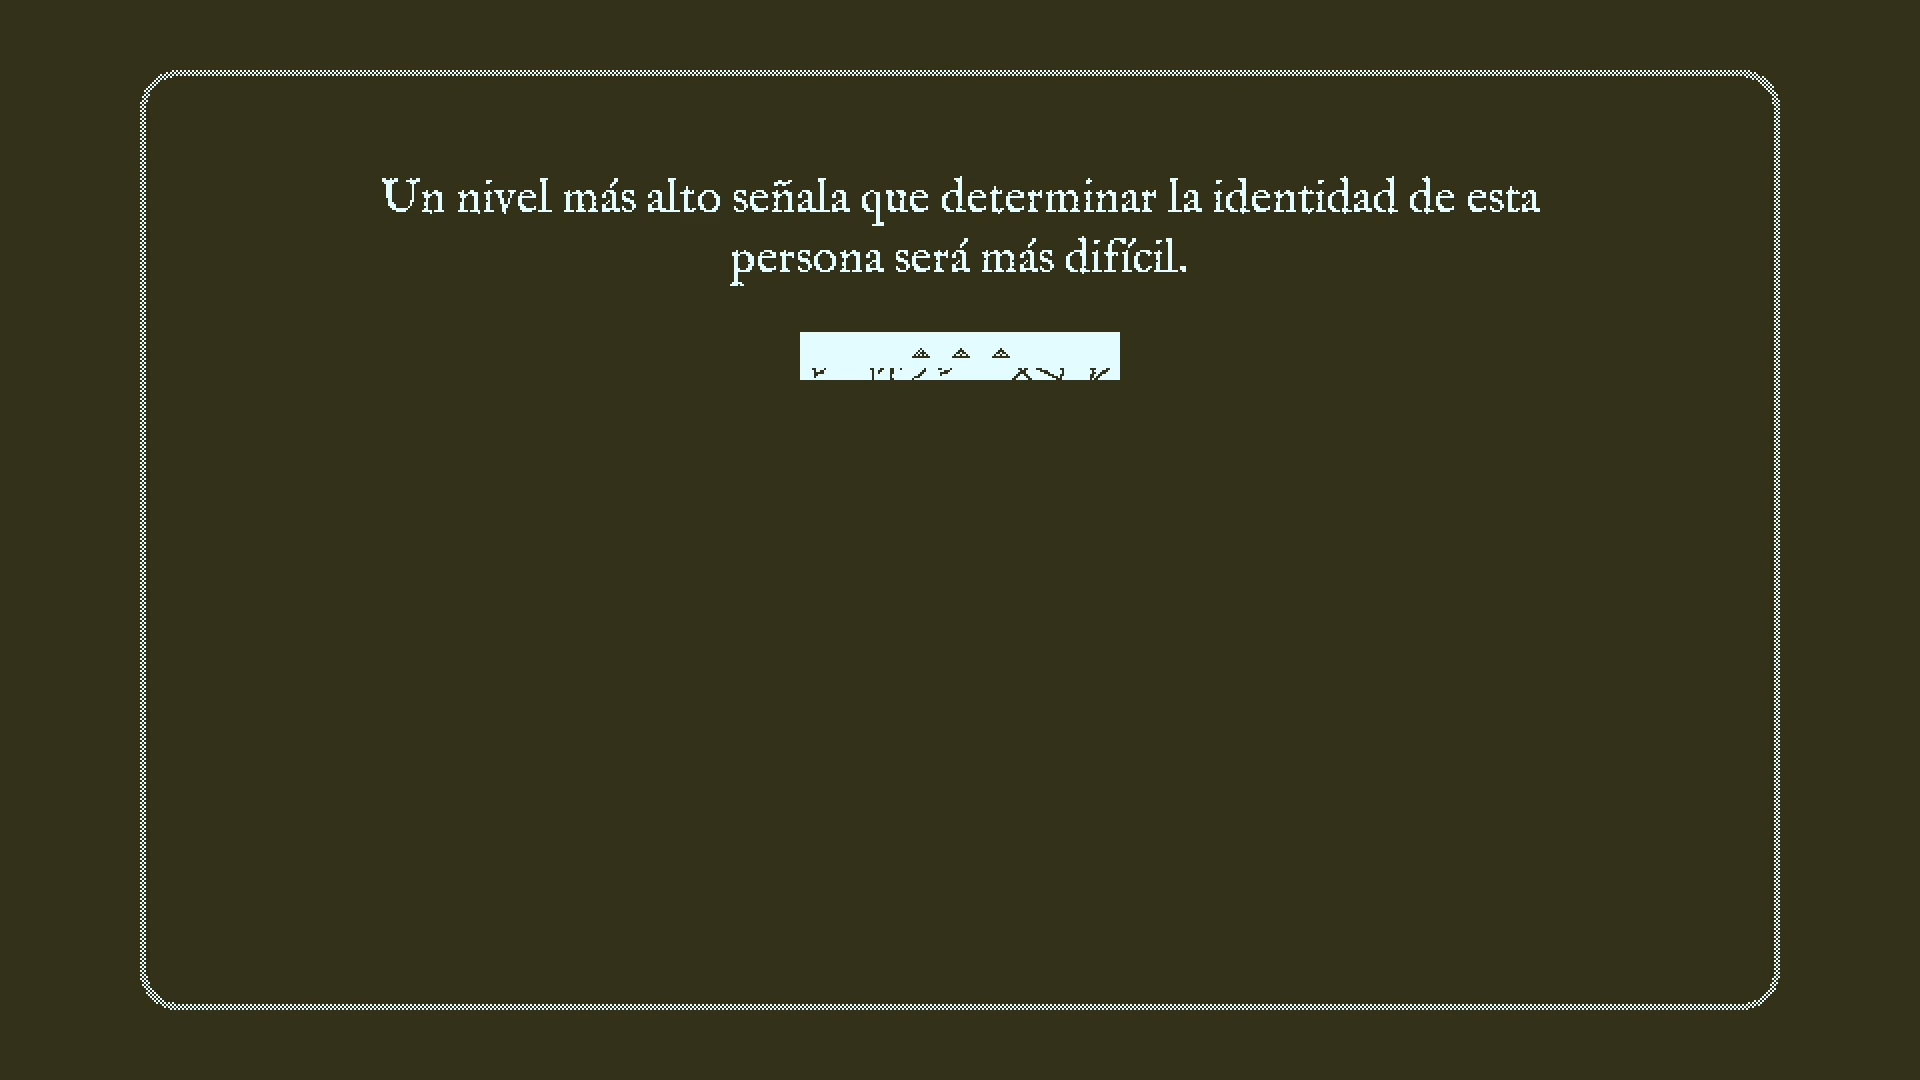 Un nivel más alto señala que determinar la identidad de esta
persona será más difícil.